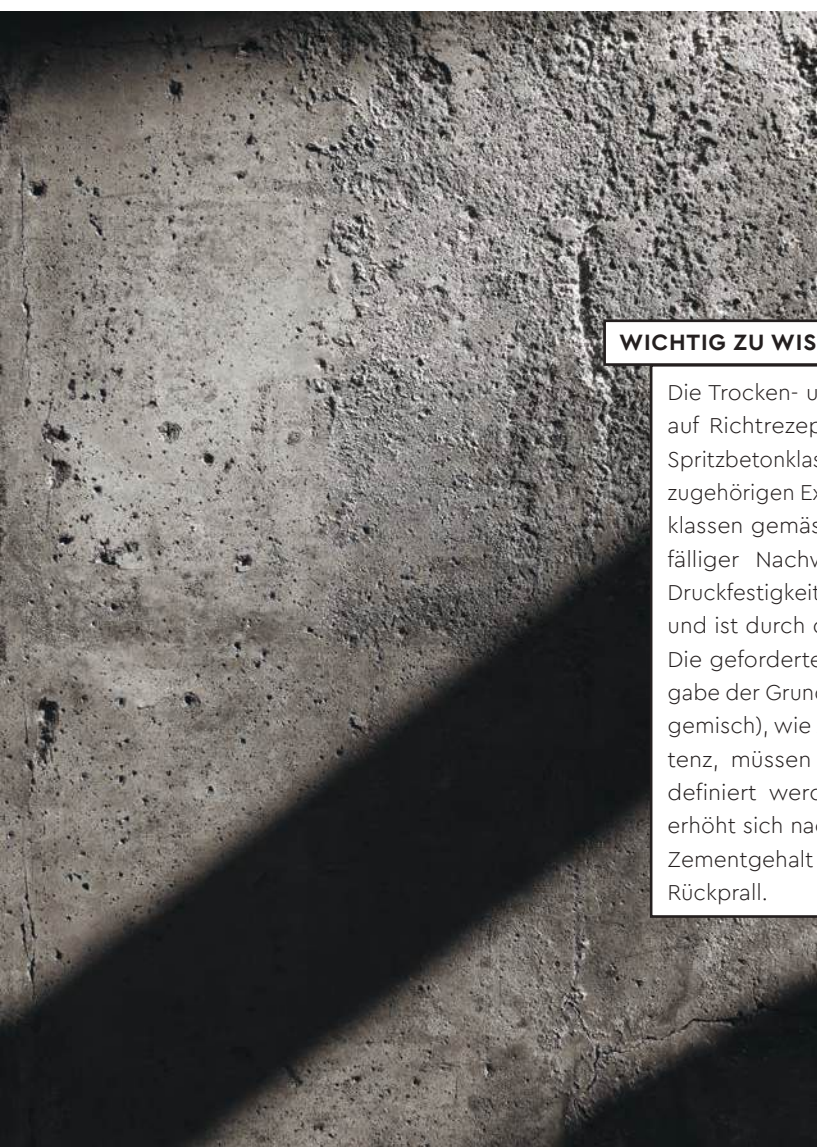 WICHTIG ZU WIS
Die Trocken- u
auf Richtrezep
Spritzbetonklas
zugehörigen Ex
klassen gemäs
fälliger Nachw
Druckfestigkeit
und ist durch d
Die geforderte
gabe der Grund
gemisch), wie
tenz, müssen
definiert werd
erhöht sich nac
Zementgehalt
Rückprall.